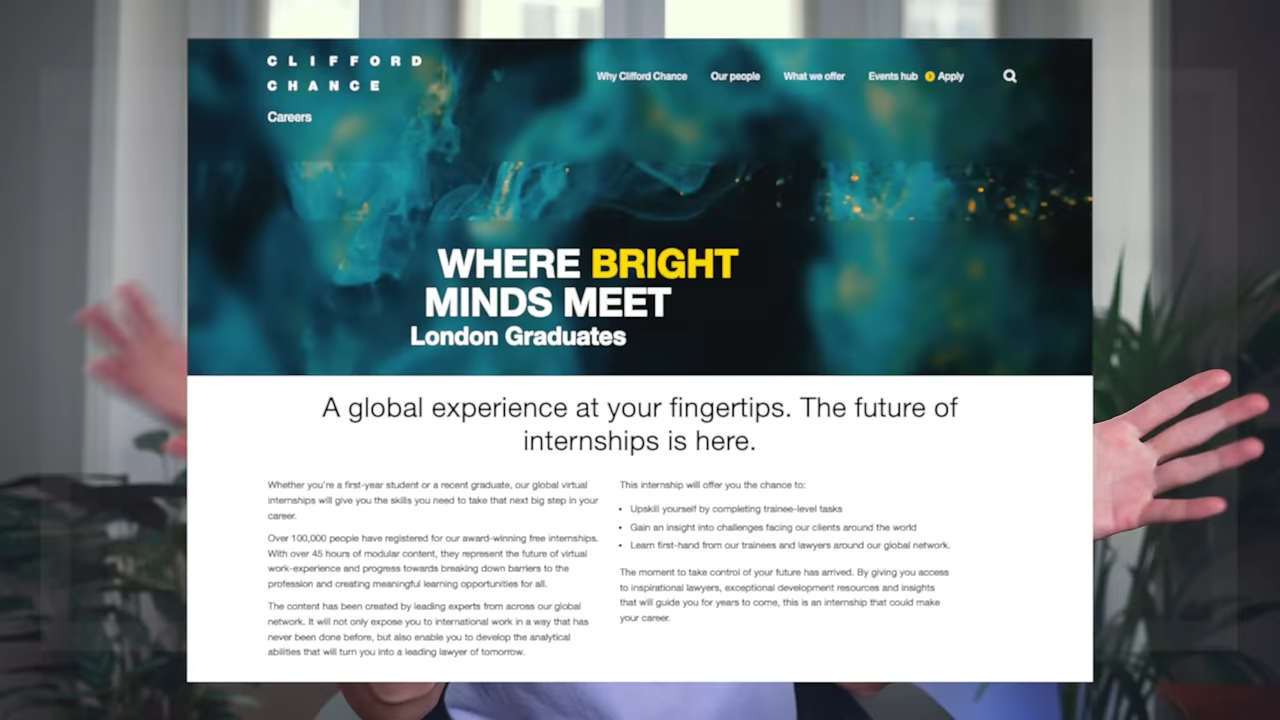 CLIFFORD
CHANCE
Careers
Why Clifford Chance
Our people
What we offer
Events hub
Apply
WHERE BRIGHT
MINDS MEET
London Graduates
A global experience at your fingertips. The future of
internships is here.
Whether you're a first-year student or a recent graduate, our global virtual
internships will give you the skills you need to take that next big step in your
career.
Over 100,000 people have registered for our award-winning free internships.
With over 45 hours of modular content, they represent the future of virtual
work-experience and progress towards breaking down barriers to the
profession and creating meaningful learning opportunities for all.
The content has been created by leading experts from across our global
network. It will not only expose you to international work in a way that has
never been done before, but also enable you to develop the analytical
abilities that will turn you into a leading lawyer of tomorrow.
This internship will offer you the chance to:
• Upskill yourself by completing trainee-level tasks
• Gain an insight into challenges facing our clients around the world
• Learn first-hand from our trainees and lawyers around our global network.
The moment to take control of your future has arrived. By giving you access
to inspirational lawyers, exceptional development resources and insights
that will guide you for years to come, this is an internship that could make
your career.